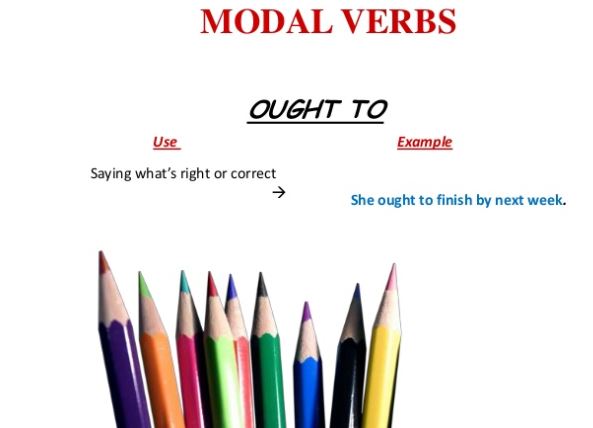 MODAL VERBS
OUGHT TO
Use
Example
Saying what's right or correct
→
She ought to finish by next week.